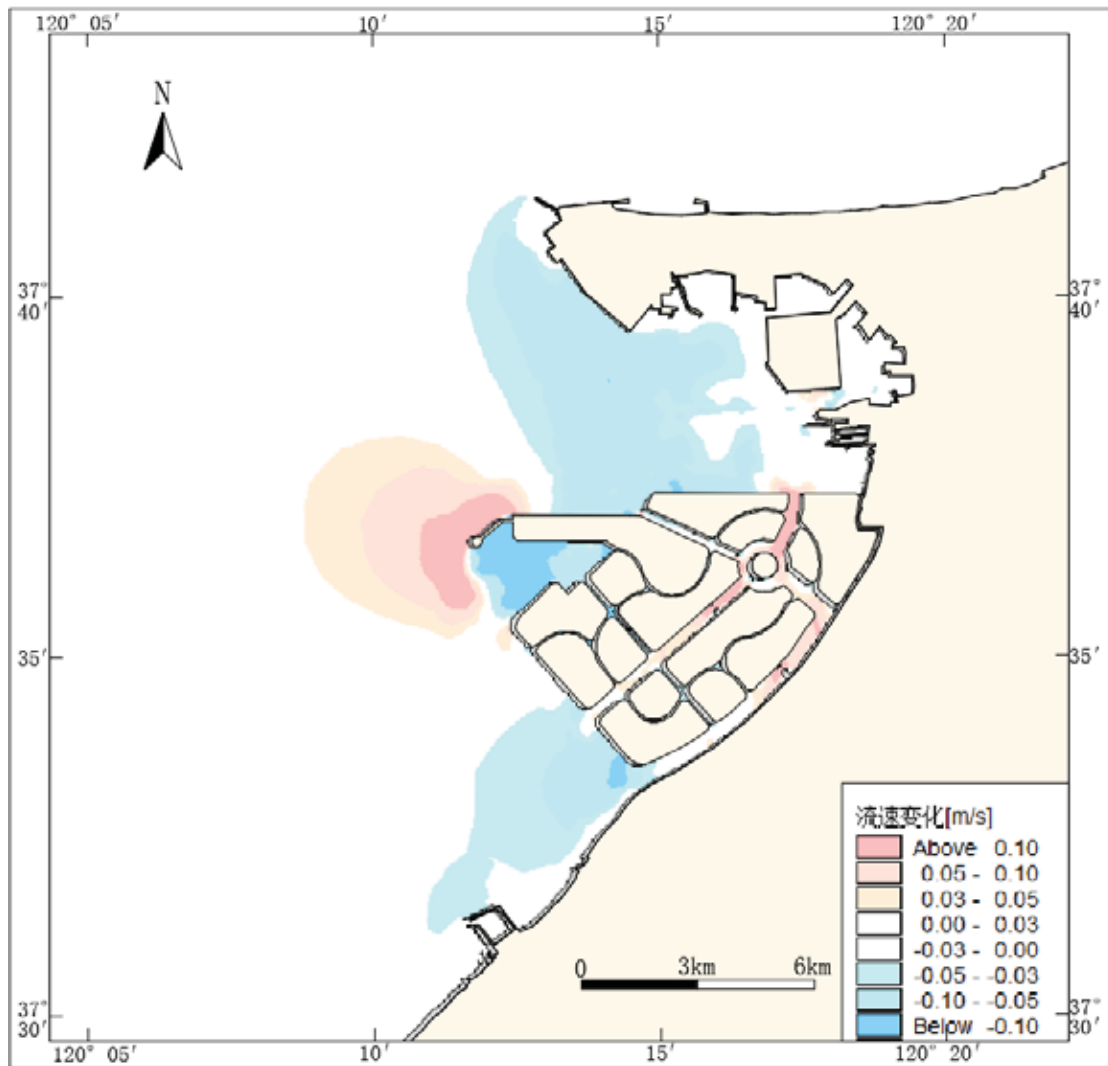 120° 05′ 10′ 15′ 120° 20′
N
37° 40′
37° 40′
35′
35′
流速变化[m/s]
Above 0.10
0.05 - 0.10
0.03 - 0.05
0.00 - 0.03
-0.03 - 0.00
-0.05 - -0.03
-0.10 - -0.05
Below -0.10
0 3km 6km
37° 30′
37° 30′
120° 05′ 10′ 15′ 120° 20′